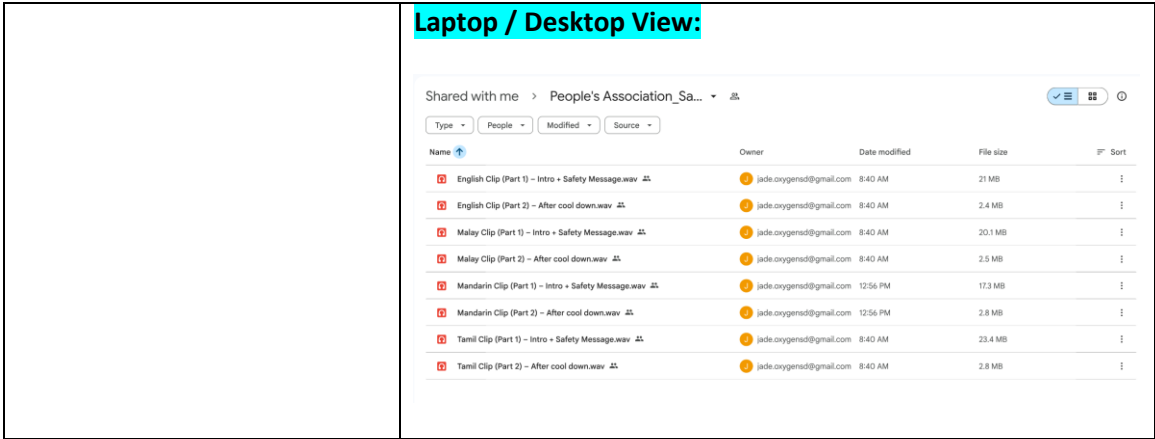 Laptop / Desktop View:
Shared with me > People's Association_Sa...
Type People Modified Source
Name Owner Date modified File size Sort
English Clip (Part 1) – Intro + Safety Message.wav J jade.oxygensd@gmail.com 8:40 AM 21 MB
English Clip (Part 2) – After cool down.wav J jade.oxygensd@gmail.com 8:40 AM 2.4 MB
Malay Clip (Part 1) – Intro + Safety Message.wav J jade.oxygensd@gmail.com 8:40 AM 20.1 MB
Malay Clip (Part 2) – After cool down.wav J jade.oxygensd@gmail.com 8:40 AM 2.5 MB
Mandarin Clip (Part 1) – Intro + Safety Message.wav J jade.oxygensd@gmail.com 12:56 PM 17.3 MB
Mandarin Clip (Part 2) – After cool down.wav J jade.oxygensd@gmail.com 12:56 PM 2.8 MB
Tamil Clip (Part 1) – Intro + Safety Message.wav J jade.oxygensd@gmail.com 8:40 AM 23.4 MB
Tamil Clip (Part 2) – After cool down.wav J jade.oxygensd@gmail.com 8:40 AM 2.8 MB